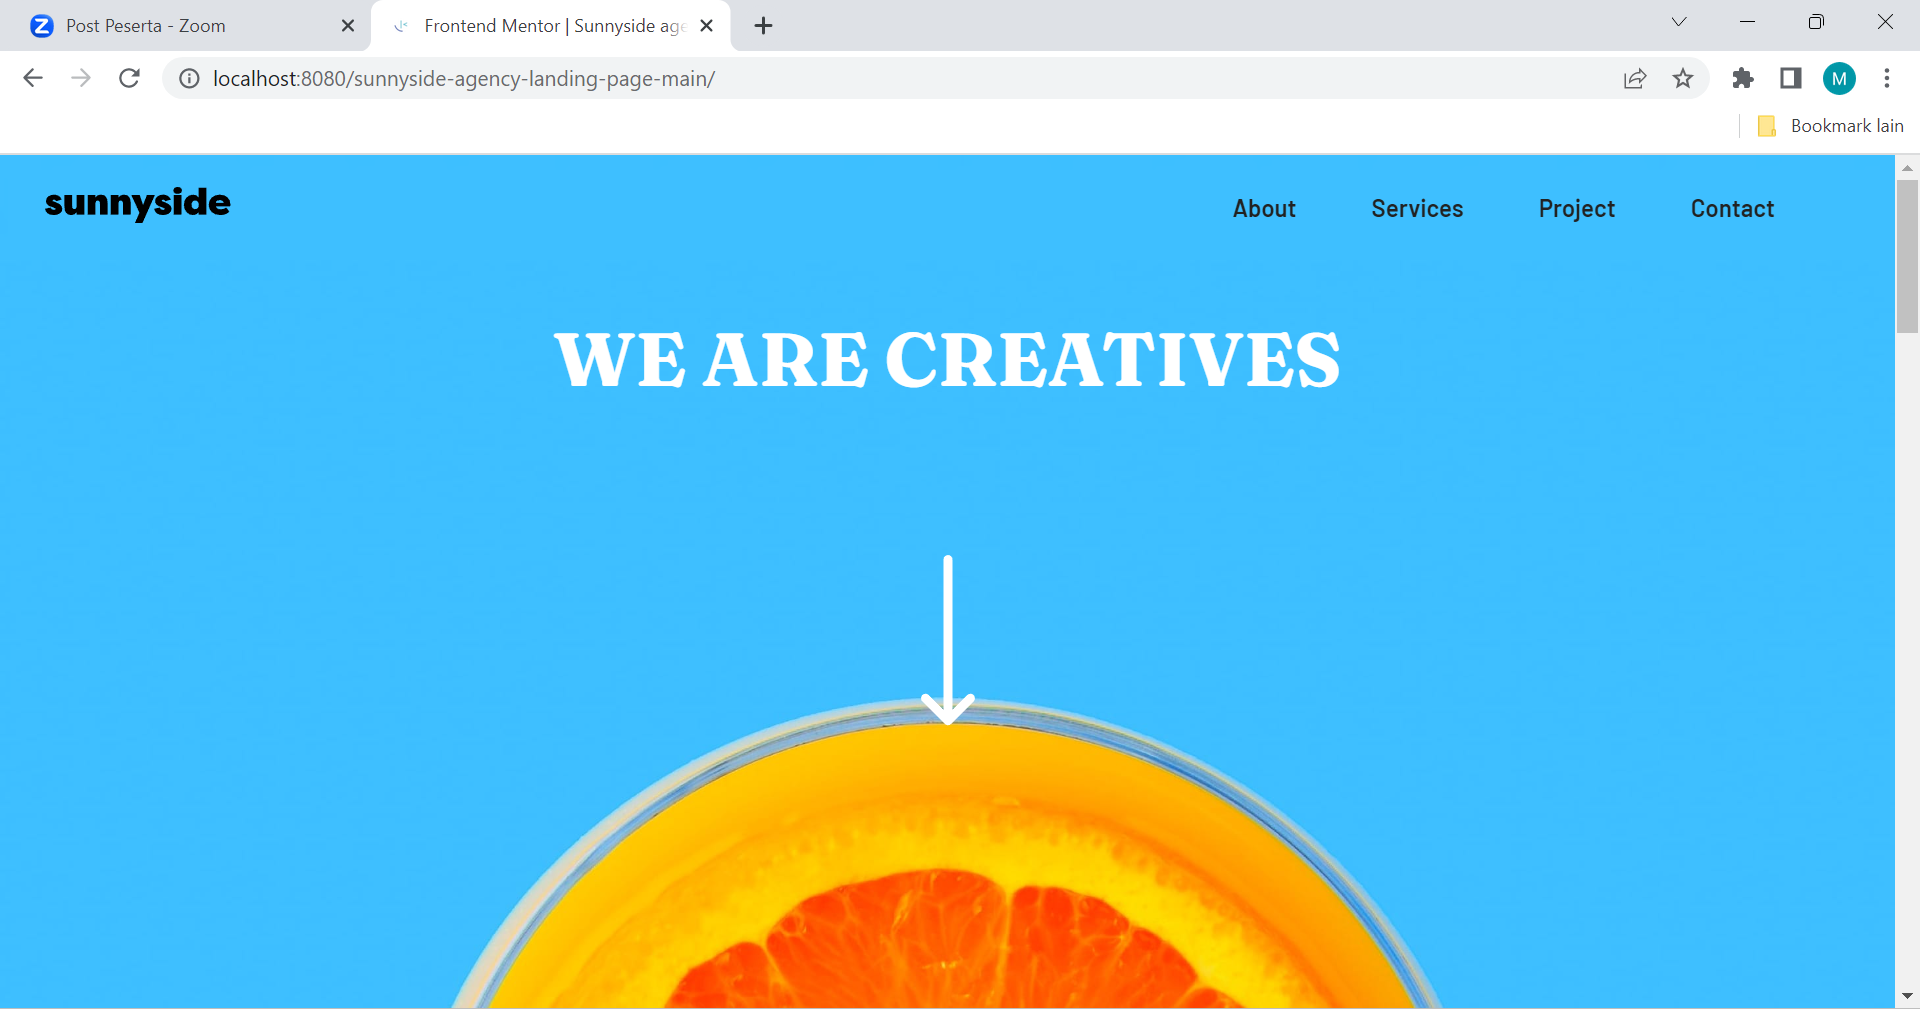 Post Peserta - Zoom
Frontend Mentor | Sunnyside age
localhost:8080/sunnyside-agency-landing-page-main/
M
Bookmark lain
sunnyside
About Services Project Contact
WE ARE CREATIVES